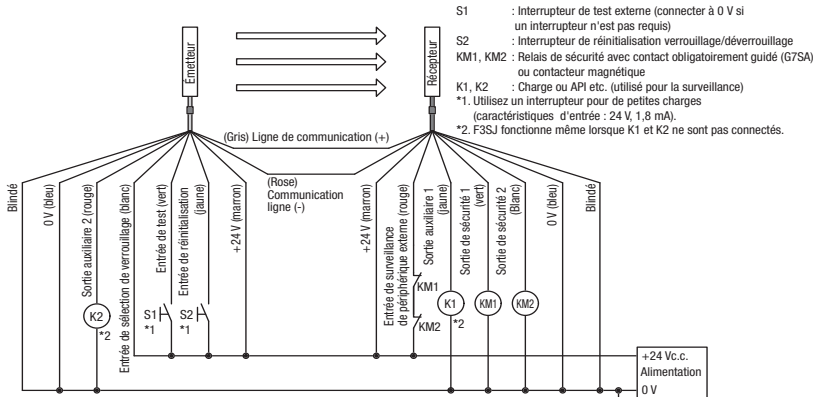 S1 : Interrupteur de test externe (connecter à 0 V si
un interrupteur n'est pas requis)
S2 : Interrupteur de réinitialisation verrouillage/déverrouillage
KM1, KM2 : Relais de sécurité avec contact obligatoirement guidé (G7SA)
ou contacteur magnétique
K1, K2 : Charge ou API etc. (utilisé pour la surveillance)
*1. Utilisez un interrupteur pour de petites charges
(caractéristiques d'entrée : 24 V, 1,8 mA).
*2. F3SJ fonctionne même lorsque K1 et K2 ne sont pas connectés.
Émetteur
Récepteur
(Gris) Ligne de communication (+)
(Rose)
Communication
ligne (-)
Blindé
0 V (bleu)
Sortie auxiliaire 2 (rouge)
Entrée de sélection de verrouillage (blanc)
Entrée de test (vert)
Entrée de réinitialisation
(jaune)
+24 V (marron)
+24 V (marron)
Entrée de surveillance
de périphérique externe (rouge)
Sortie auxiliaire 1
(jaune)
Sortie de sécurité 1
(vert)
Sortie de sécurité 2
(Blanc)
0 V (bleu)
Blindé
K2
*2
S1
*1
S2
*1
KM1
KM2
K1
*2
KM1
KM2
+24 Vc.c.
Alimentation
0 V